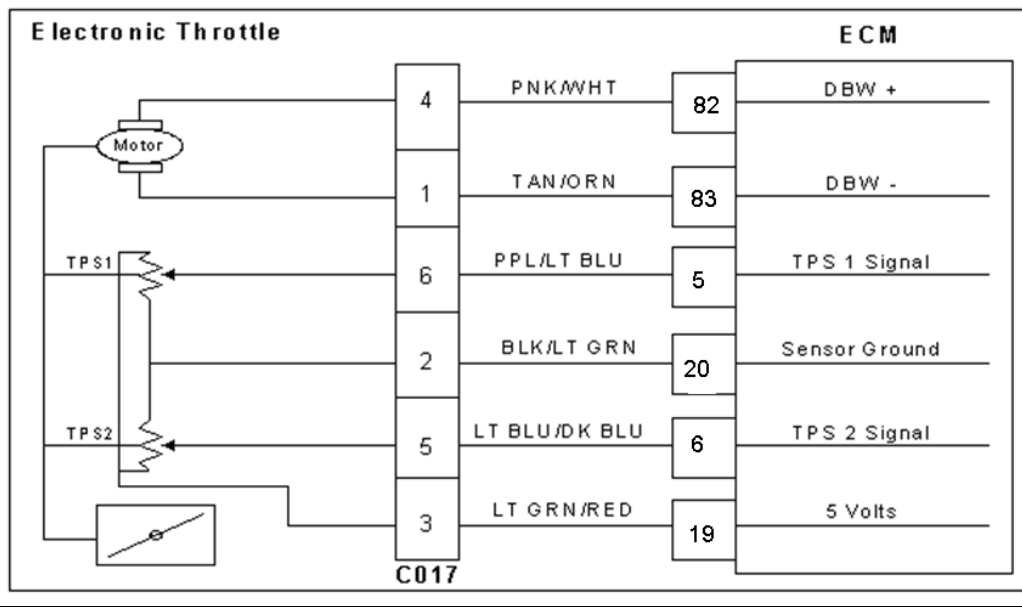 Electronic Throttle
ECM
4 PNK/WHT 82 DBW +
Motor
1 TAN/ORN 83 DBW -
TPS1 6 PPL/LT BLU 5 TPS 1 Signal
2 BLK/LT GRN 20 Sensor Ground
TPS2 5 LT BLU/DK BLU 6 TPS 2 Signal
3 LT GRN/RED 19 5 Volts
C017